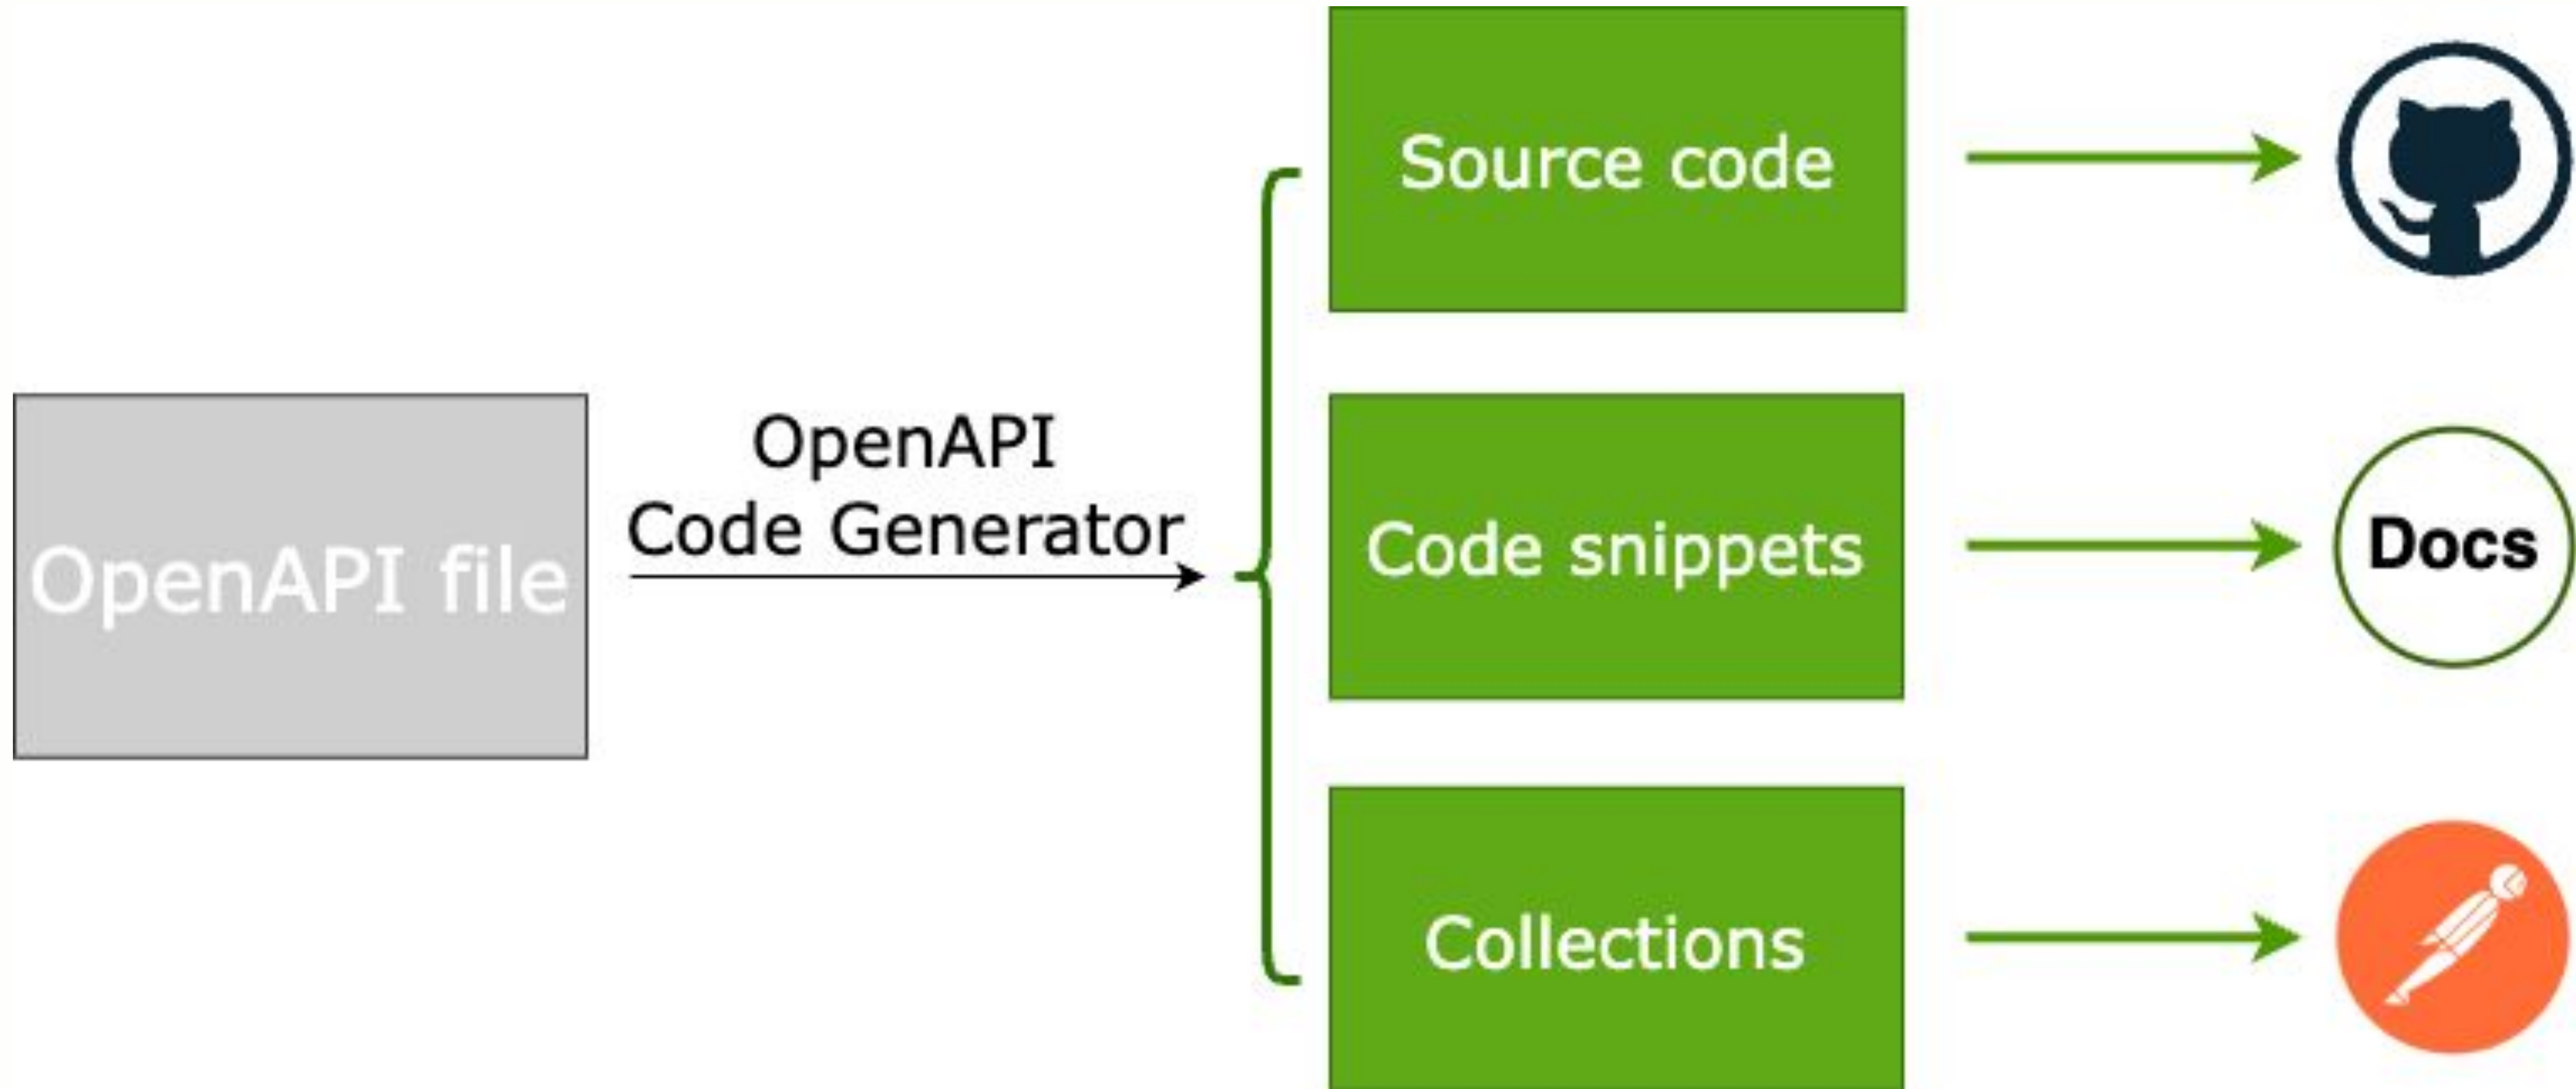 OpenAPI file
OpenAPI
Code Generator
Source code
Code snippets
Docs
Collections